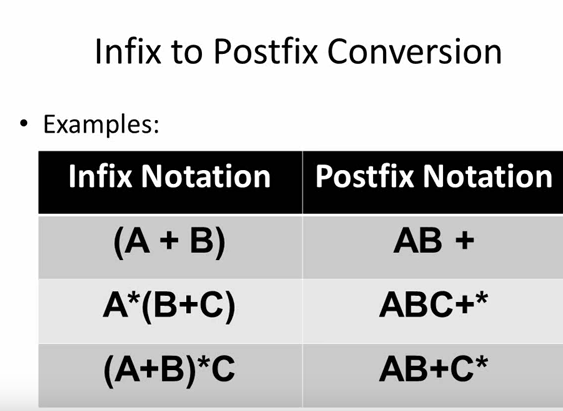 Infix to Postfix Conversion
• Examples:
Infix Notation Postfix Notation
(A + B) AB +
A*(B+C) ABC+*
(A+B)*C AB+C*